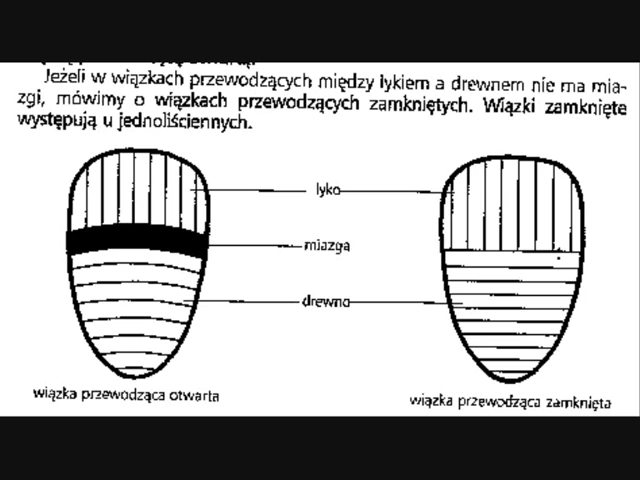 Jeżeli w wiązkach przewodzących między łykiem a drewnem nie ma mia-
zgi, mówimy o wiązkach przewodzących zamkniętych. Wiązki zamknięte
występują u jednoliściennych.
łyko
miazga
drewno
wiązka przewodząca otwarta
wiązka przewodząca zamknięta